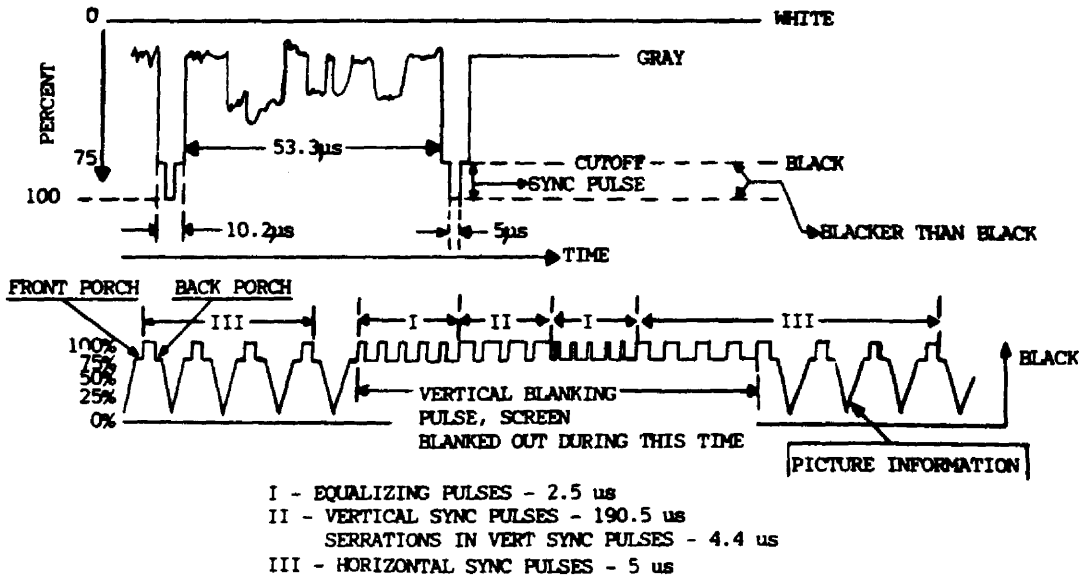 0
WHITE
GRAY
PERCENT
53.3µs
75
CUTOFF
BLACK
SYNC PULSE
100
10.2µs
5µs
BLACKER THAN BLACK
TIME
FRONT PORCH
BACK PORCH
III
I
II
I
III
100%
75%
50%
25%
0%
BLACK
VERTICAL BLANKING
PULSE, SCREEN
BLANKED OUT DURING THIS TIME
PICTURE INFORMATION
I - EQUALIZING PULSES - 2.5 us
II - VERTICAL SYNC PULSES - 190.5 us
SERRATIONS IN VERT SYNC PULSES - 4.4 us
III - HORIZONTAL SYNC PULSES - 5 us